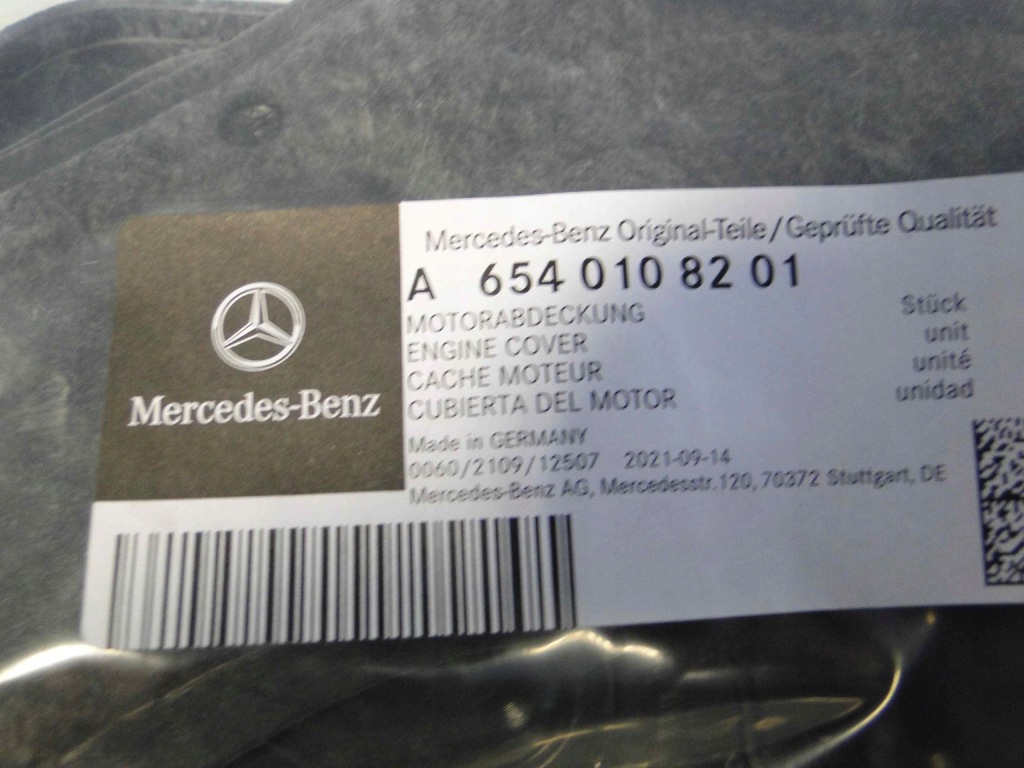 Mercedes-Benz Original-Teile/Geprüfte Qualität
A 654 010 82 01
MOTORABDECKUNG Stück
ENGINE COVER unit
CACHE MOTEUR unité
CUBIERTA DEL MOTOR unidad
Mercedes-Benz
Made in GERMANY
0060/2109/12507 2021-09-14
Mercedes-Benz AG, Mercedesstr.120, 70372 Stuttgart, DE